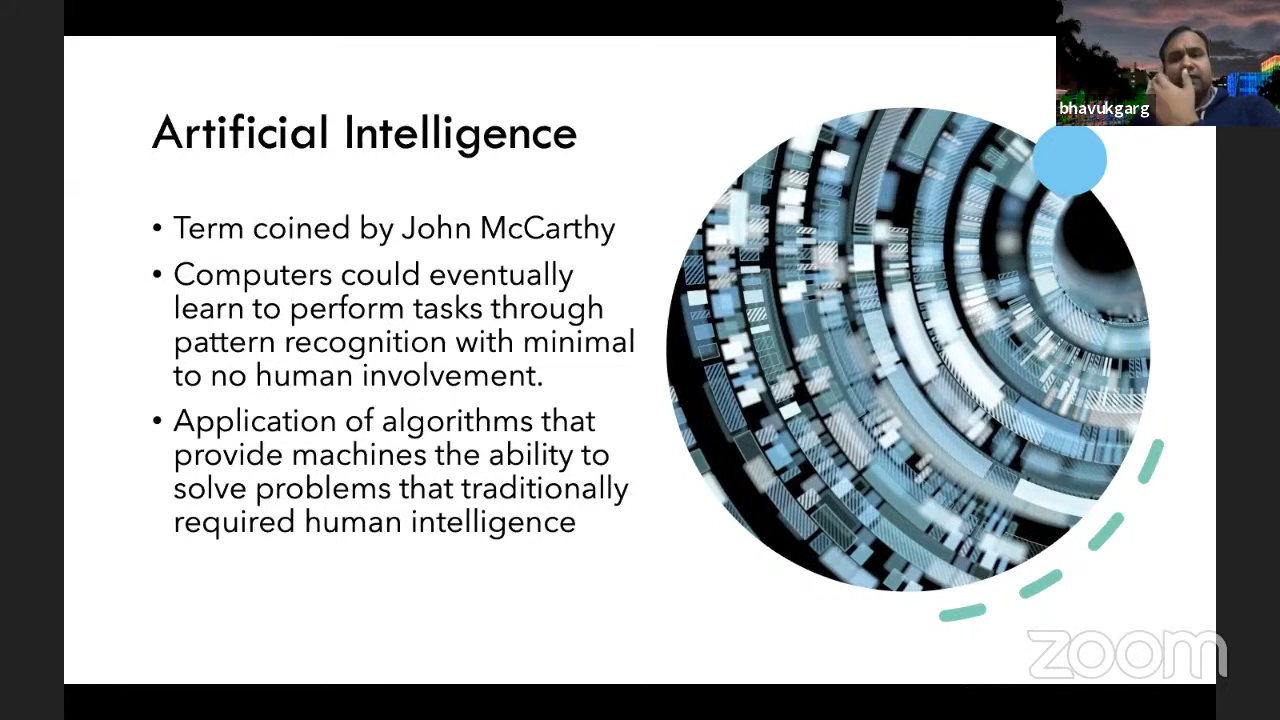 bhavukgarg
Artificial Intelligence
• Term coined by John McCarthy
• Computers could eventually
learn to perform tasks through
pattern recognition with minimal
to no human involvement.
• Application of algorithms that
provide machines the ability to
solve problems that traditionally
required human intelligence
zoom